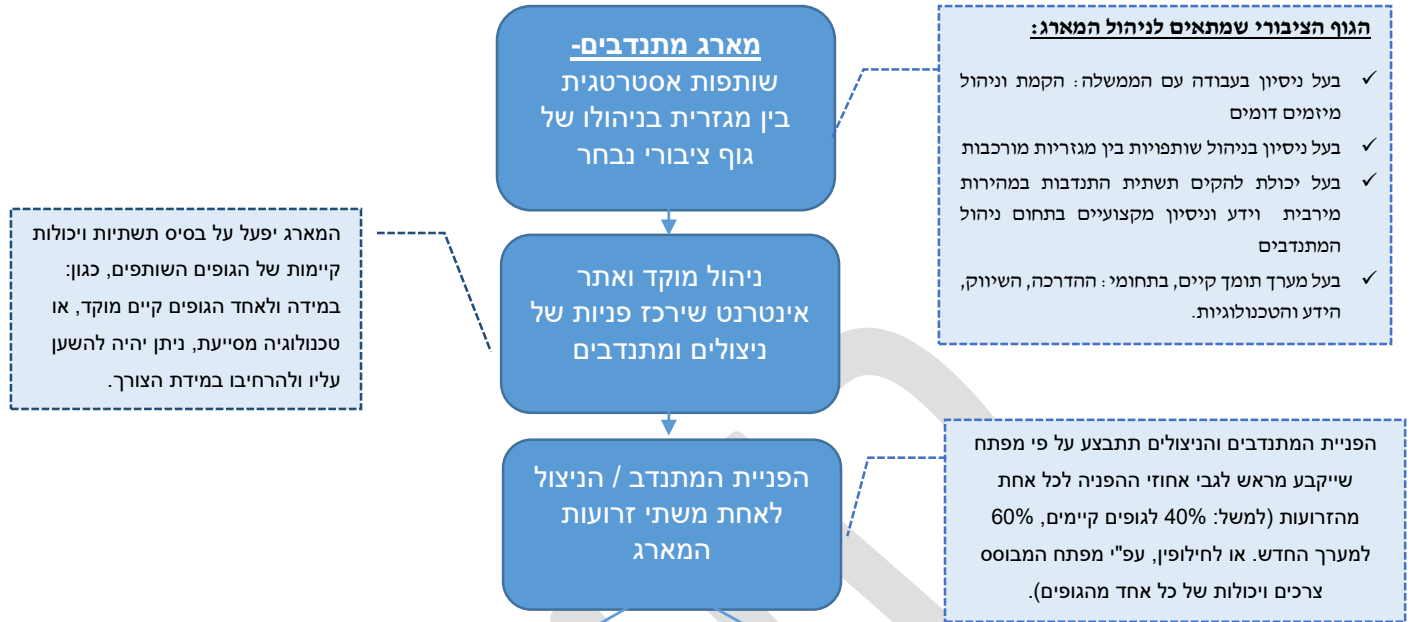 מארג מתנדבים-
שותפות אסטרטגית
בין מגזרית בניהולו של
גוף ציבורי נבחר
הגוף הציבורי שמתאים לניהול המארג:
✓ בעל ניסיון בעבודה עם הממשלה: הקמת וניהול
מיזמים דומים
✓ בעל ניסיון בניהול שותפויות בין מגזריות מורכבות
✓ בעל יכולת להקים תשתית התנדבות במהירות
מירבית וידע וניסיון מקצועיים בתחום ניהול
המתנדבים
✓ בעל מערך תומך קיים, בתחומי: ההדרכה, השיווק,
הידע והטכנולוגיות.
ניהול מוקד ואתר
אינטרנט שירכז פניות של
ניצולים ומתנדבים
המארג יפעל על בסיס תשתיות ויכולות
קיימות של הגופים השותפים, כגון:
במידה ולאחד הגופים קיים מוקד, או
טכנולוגיה מסייעת, ניתן יהיה להשען
עליו ולהרחיבו במידת הצורך.
הפניית המתנדב / הניצול
לאחת משתי זרועות
המארג
הפניית המתנדבים והניצולים תתבצע על פי מפתח
שייקבע מראש לגבי אחוזי ההפניה לכל אחת
מהזרועות (למשל: 40% לגופים קיימים, 60%
למערך החדש. או לחילופין, עפ"י מפתח המבוסס
צרכים ויכולות של כל אחד מהגופים).